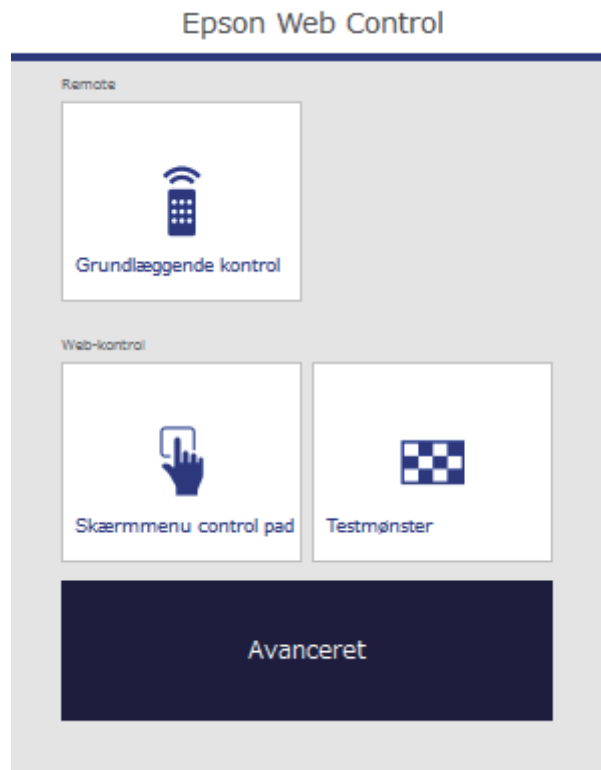 Epson Web Control
Remote
Grundlæggende kontrol
Web-kontrol
Skærmmenu control pad
Testmønster
Avanceret